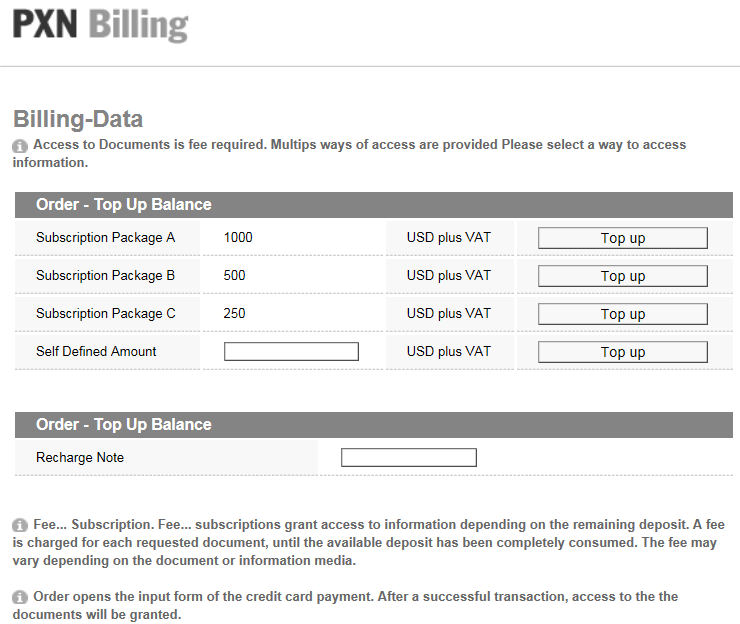 PXN Billing
Billing-Data
Access to Documents is fee required. Multips ways of access are provided Please select a way to access
information.
Order - Top Up Balance
Subscription Package A 1000 USD plus VAT Top up
Subscription Package B 500 USD plus VAT Top up
Subscription Package C 250 USD plus VAT Top up
Self Defined Amount USD plus VAT Top up
Order - Top Up Balance
Recharge Note
Fee... Subscription. Fee... subscriptions grant access to information depending on the remaining deposit. A fee
is charged for each requested document, until the available deposit has been completely consumed. The fee may
vary depending on the document or information media.
Order opens the input form of the credit card payment. After a successful transaction, access to the the
documents will be granted.